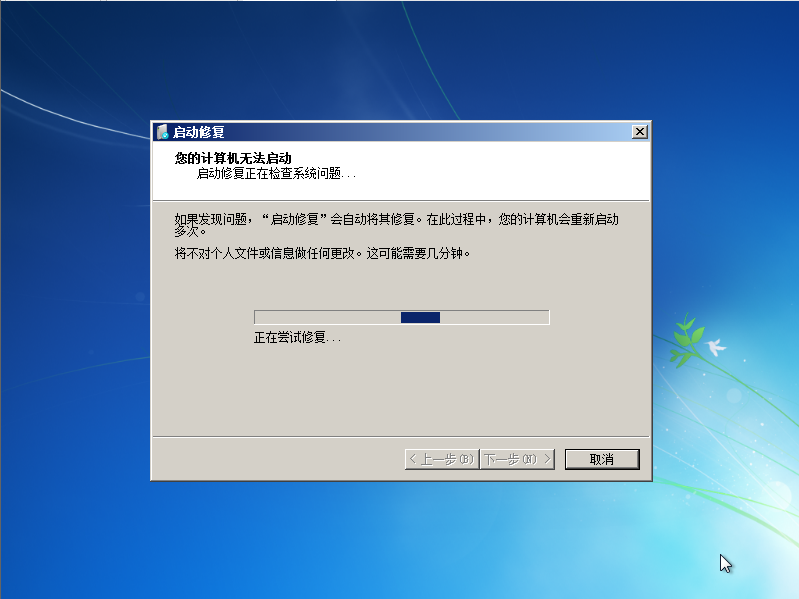 启动修复
您的计算机无法启动
启动修复正在检查系统问题...
如果发现问题，“启动修复”会自动将其修复。在此过程中，您的计算机会重新启动
多次。
将不对个人文件或信息做任何更改。这可能需要几分钟。
正在尝试修复...
< 上一步(B)
下一步(N) >
取消